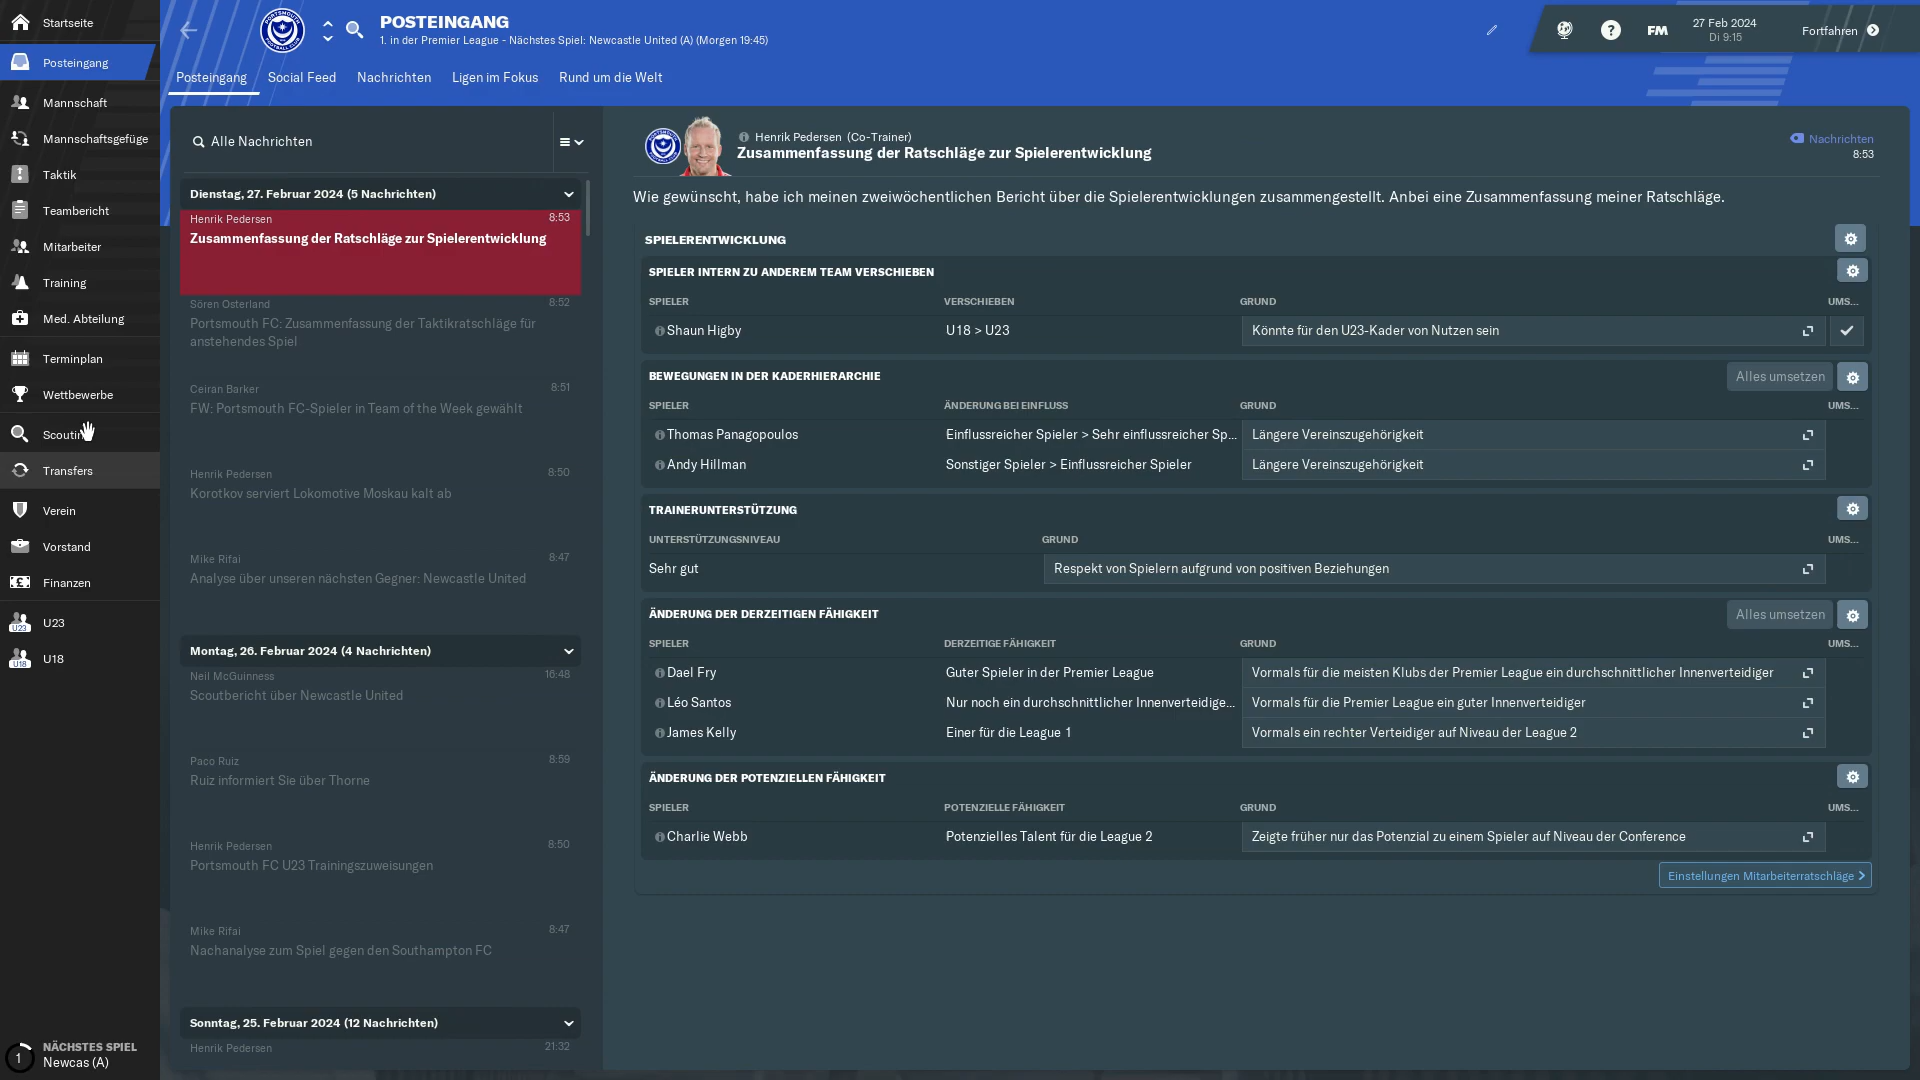 Startseite
Posteingang
Mannschaft
Mannschaftsgefüge
Taktik
Teambericht
Mitarbeiter
Training
Med. Abteilung
Terminplan
Wettbewerbe
Transfers
Verein
Vorstand
Finanzen
U23
U23
U18
U18
1
NÄCHSTES SPIEL
Newcas (A)
POSTEINGANG
1. in der Premier League - Nächstes Spiel: Newcastle United (A) (Morgen 19:45)
?
FM
27 Feb 2024
Di 9:15
Fortfahren
Posteingang Social Feed Nachrichten Ligen im Fokus Rund um die Welt
Alle Nachrichten
Dienstag, 27. Februar 2024 (5 Nachrichten)
Henrik Pedersen 8:53
Zusammenfassung der Ratschläge zur Spielerentwicklung
Sören Osterland 8:52
Portsmouth FC: Zusammenfassung der Taktikratschläge für
anstehendes Spiel
Ceiran Barker 8:51
FW: Portsmouth FC-Spieler in Team of the Week gewählt
Henrik Pedersen 8:50
Korotkov serviert Lokomotive Moskau kalt ab
Mike Rifai 8:47
Analyse über unseren nächsten Gegner: Newcastle United
Montag, 26. Februar 2024 (4 Nachrichten)
Neil McGuinness 16:48
Scoutbericht über Newcastle United
Paco Ruiz 8:59
Ruiz informiert Sie über Thorne
Henrik Pedersen 8:50
Portsmouth FC U23 Trainingszuweisungen
Mike Rifai 8:47
Nachanalyse zum Spiel gegen den Southampton FC
Sonntag, 25. Februar 2024 (12 Nachrichten)
Henrik Pedersen 21:32
Henrik Pedersen (Co-Trainer)
Zusammenfassung der Ratschläge zur Spielerentwicklung
Nachrichten
8:53
Wie gewünscht, habe ich meinen zweiwöchentlichen Bericht über die Spielerentwicklungen zusammengestellt. Anbei eine Zusammenfassung meiner Ratschläge.
SPIELERENTWICKLUNG
SPIELER INTERN ZU ANDEREM TEAM VERSCHIEBEN
SPIELER VERSCHIEBEN GRUND UMS...
Shaun Higby U18 > U23 Könnte für den U23-Kader von Nutzen sein
BEWEGUNGEN IN DER KADERHIERARCHIE Alles umsetzen
SPIELER ÄNDERUNG BEI EINFLUSS GRUND UMS...
Thomas Panagopoulos Einflussreicher Spieler > Sehr einflussreicher Sp... Längere Vereinszugehörigkeit
Andy Hillman Sonstiger Spieler > Einflussreicher Spieler Längere Vereinszugehörigkeit
TRAINERUNTERSTÜTZUNG
UNTERSTÜTZUNGSNIVEAU GRUND UMS...
Sehr gut Respekt von Spielern aufgrund von positiven Beziehungen
ÄNDERUNG DER DERZEITIGEN FÄHIGKEIT Alles umsetzen
SPIELER DERZEITIGE FÄHIGKEIT GRUND UMS...
Dael Fry Guter Spieler in der Premier League Vormals für die meisten Klubs der Premier League ein durchschnittlicher Innenverteidiger
Léo Santos Nur noch ein durchschnittlicher Innenverteidige... Vormals für die Premier League ein guter Innenverteidiger
James Kelly Einer für die League 1 Vormals ein rechter Verteidiger auf Niveau der League 2
ÄNDERUNG DER POTENZIELLEN FÄHIGKEIT
SPIELER POTENZIELLE FÄHIGKEIT GRUND UMS...
Charlie Webb Potenzielles Talent für die League 2 Zeigte früher nur das Potenzial zu einem Spieler auf Niveau der Conference
Einstellungen Mitarbeiterratschläge